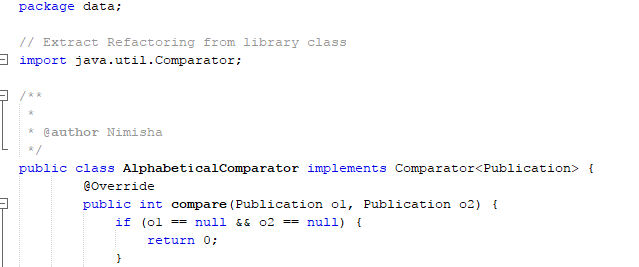 package data;
// Extract Refactoring from library class
import java.util.Comparator;
/**
*
* @author Nimisha
*/
public class AlphabeticalComparator implements Comparator<Publication> {
@Override
public int compare(Publication o1, Publication o2) {
if (o1 == null && o2 == null) {
return 0;
}